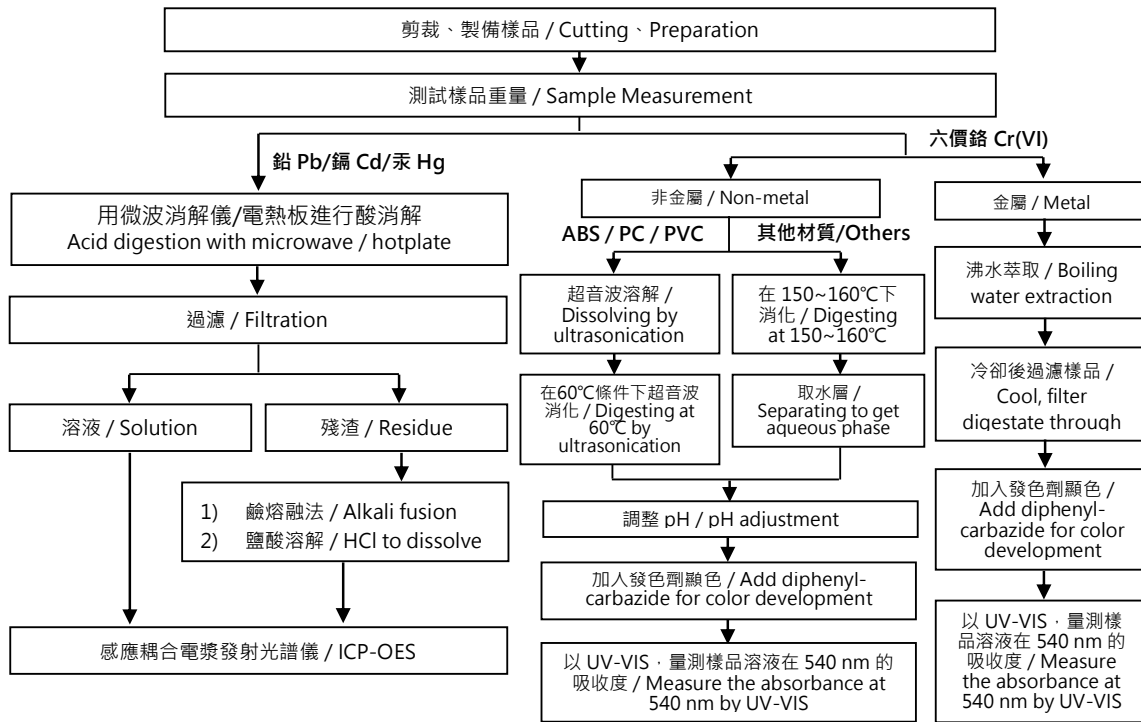 剪裁、製備樣品 / Cutting、Preparation
測試樣品重量 / Sample Measurement
鉛 Pb/鎘 Cd/汞 Hg
用微波消解儀/電熱板進行酸消解
Acid digestion with microwave / hotplate
過濾 / Filtration
溶液 / Solution
殘渣 / Residue
1) 鹼熔融法 / Alkali fusion
2) 鹽酸溶解 / HCl to dissolve
感應耦合電漿發射光譜儀 / ICP-OES
六價鉻 Cr(VI)
非金屬 / Non-metal
ABS / PC / PVC
其他材質/Others
超音波溶解 /
Dissolving by
ultrasonication
在 150~160℃下
消化 / Digesting
at 150~160℃
在60℃條件下超音波
消化 / Digesting at
60℃ by
ultrasonication
取水層 /
Separating to get
aqueous phase
調整 pH / pH adjustment
加入發色劑顯色 / Add diphenyl-
carbazide for color development
以 UV-VIS，量測樣品溶液在 540 nm 的
吸收度 / Measure the absorbance at
540 nm by UV-VIS
金屬 / Metal
沸水萃取 / Boiling
water extraction
冷卻後過濾樣品 /
Cool, filter
digestate through
加入發色劑顯色 /
Add diphenyl-
carbazide for color
development
以 UV-VIS，量測樣
品溶液在 540 nm 的
吸收度 / Measure
the absorbance at
540 nm by UV-VIS